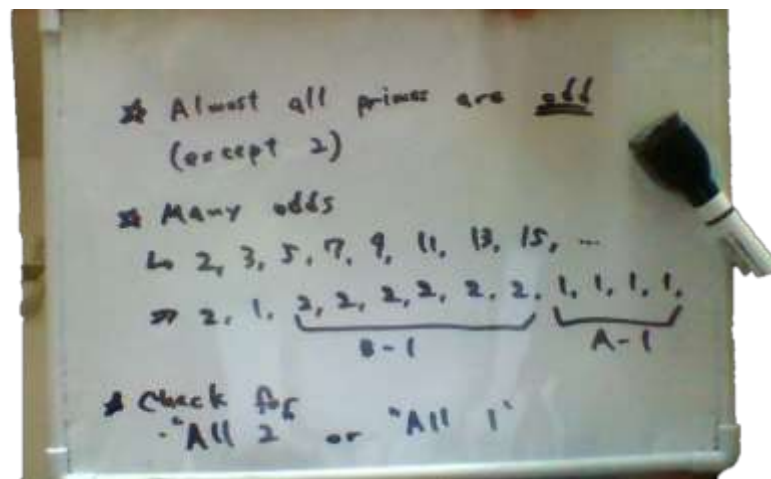 * Almost all primes are odd
(except 2)
* Many odds
↳ 2, 3, 5, 7, 9, 11, 13, 15, ...
⇒ 2, 1, 2, 2, 2, 2, 2, 2, 1, 1, 1, 1,
B-1 A-1
* Check for
- "All 2" or "All 1"